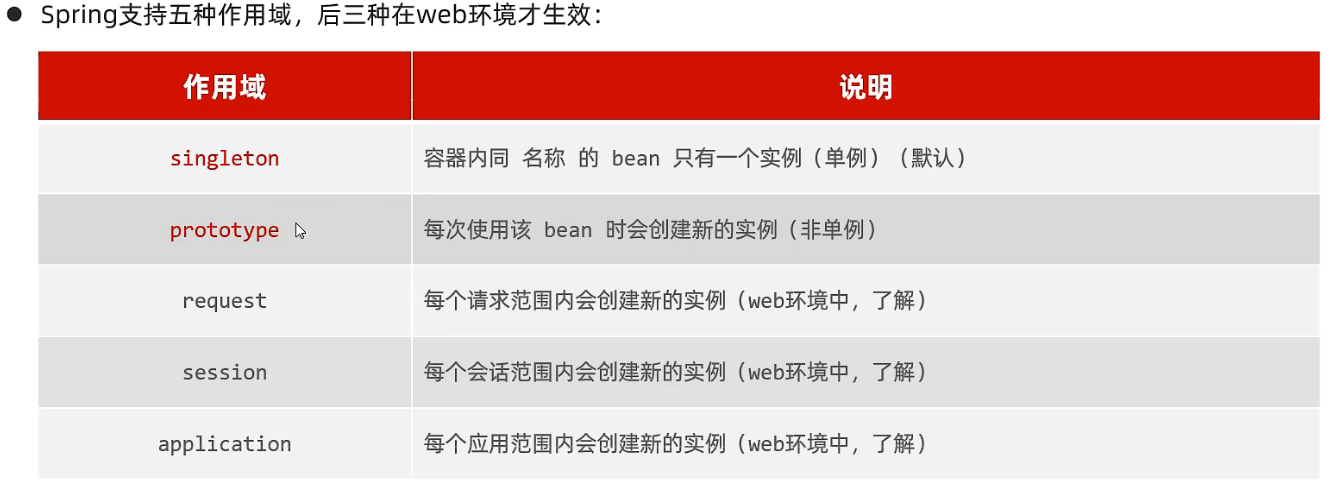 ● Spring支持五种作用域，后三种在web环境才生效：
作用域 说明
singleton 容器内同 名称 的 bean 只有一个实例（单例）（默认）
prototype 每次使用该 bean 时会创建新的实例（非单例）
request 每个请求范围内会创建新的实例（web环境中，了解）
session 每个会话范围内会创建新的实例（web环境中，了解）
application 每个应用范围内会创建新的实例（web环境中，了解）